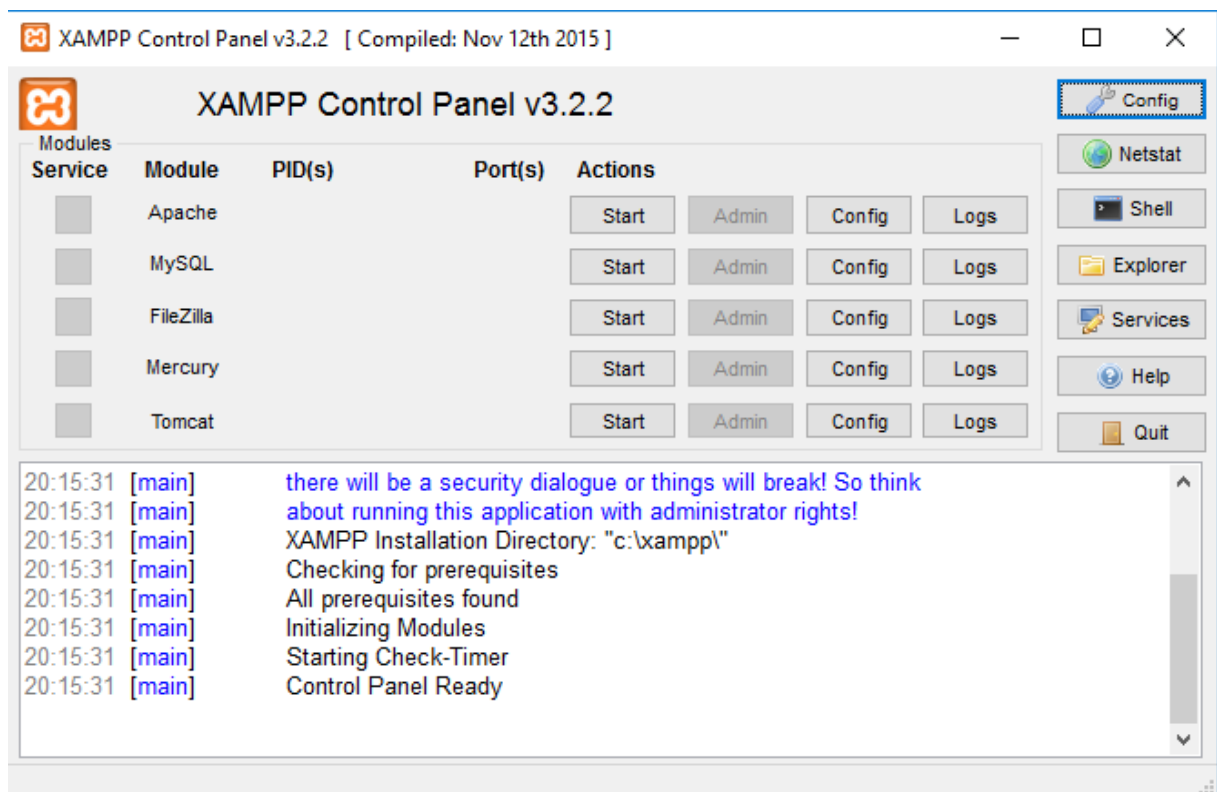 XAMPP Control Panel v3.2.2 [ Compiled: Nov 12th 2015 ]
XAMPP Control Panel v3.2.2
Config
Modules
Netstat
Service Module PID(s) Port(s) Actions
Apache Start Admin Config Logs
Shell
MySQL Start Admin Config Logs
Explorer
FileZilla Start Admin Config Logs
Services
Mercury Start Admin Config Logs
Help
Tomcat Start Admin Config Logs
Quit
20:15:31 [main] there will be a security dialogue or things will break! So think
20:15:31 [main] about running this application with administrator rights!
20:15:31 [main] XAMPP Installation Directory: "c:\xampp\"
20:15:31 [main] Checking for prerequisites
20:15:31 [main] All prerequisites found
20:15:31 [main] Initializing Modules
20:15:31 [main] Starting Check-Timer
20:15:31 [main] Control Panel Ready